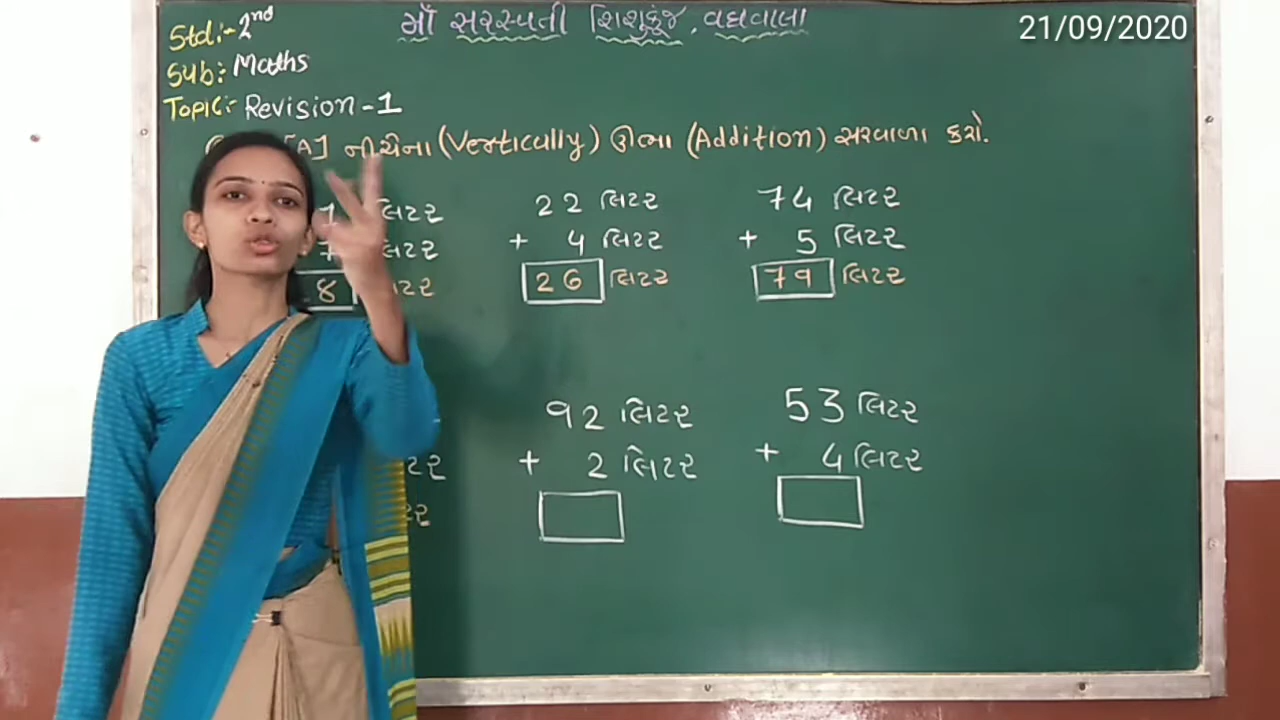 Std:- 2nd
માઁ સરસ્વતી શિશુકુંજ, વઘવાલા
21/09/2020
Sub: Maths
Topic:- Revision-1
[A] નીચેના (Vertically) ઊભા (Addition) સરવાળા કરો.
1 લિટર
22 લિટર
+ 4 લિટર
26 લિટર
74 લિટર
+ 5 લિટર
79 લિટર
8
92 લિટર
+ 2 લિટર
53 લિટર
+ 4 લિટર